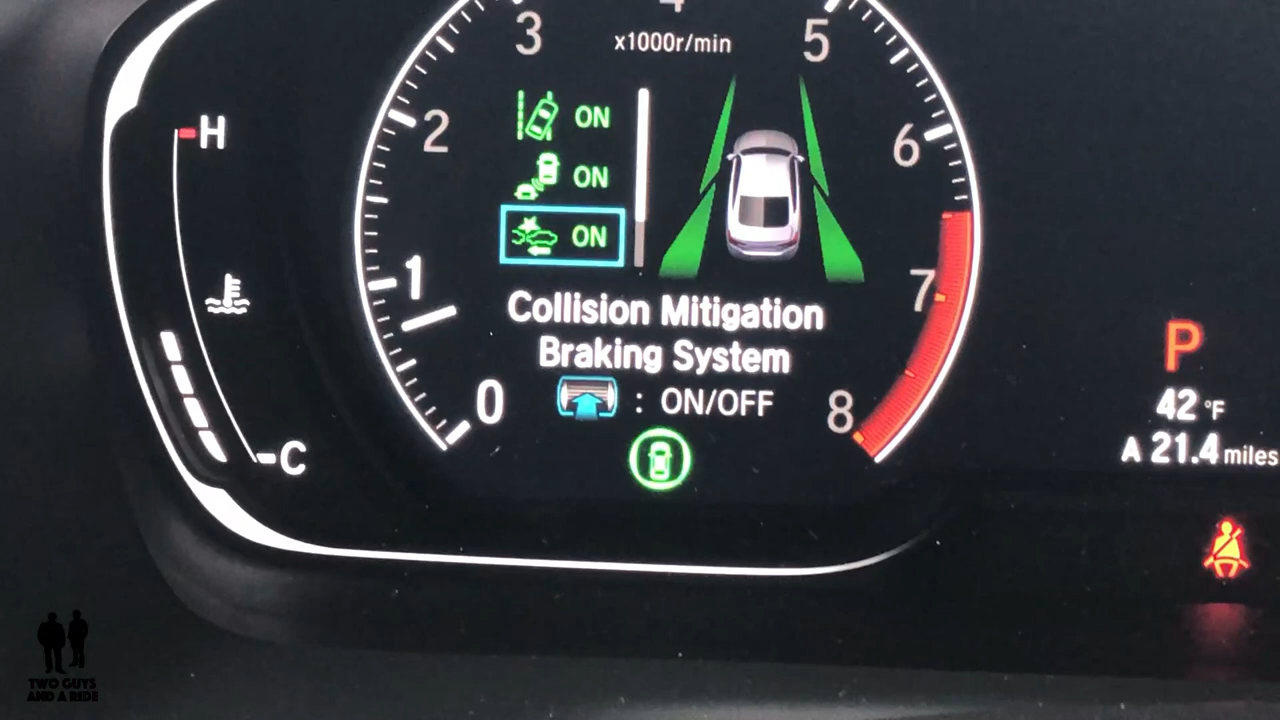 3
4
5
x1000r/min
2
6
H
ON
ON
ON
1
7
Collision Mitigation
Braking System
: ON/OFF
0
8
C
P
42 °F
A 21.4 miles
TWO GUYS
AND A RIDE